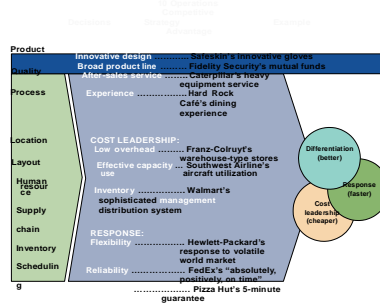 Product
Innovative design ......... Safeskin's Innovative gloves
Broad product line ......... Fidelity Security's mutual funds
Quality
After-sales service ......... Caterpillar's heavy
equipment service
Process
Experience ................ Hard Rock
Café's dining
experience
COST LEADERSHIP:
Location
Low overhead ........... Franz-Colruyt's
warehouse-type stores
Layout
Effective capacity ... Southwest Airline's
use aircraft utilization
Human
resour
ce
Inventory ................. Walmart's
sophisticated management
distribution system
Supply
chain
RESPONSE:
Flexibility ................. Hewlett-Packard's
response to volatile
world market
Inventory
Schedulin
g
Reliability ................ FedEx's "absolutely,
positively, on time"
..................... Pizza Hut's 5-minute
guarantee
Differentiation
(better)
Response
(faster)
Cost
leadership
(cheaper)